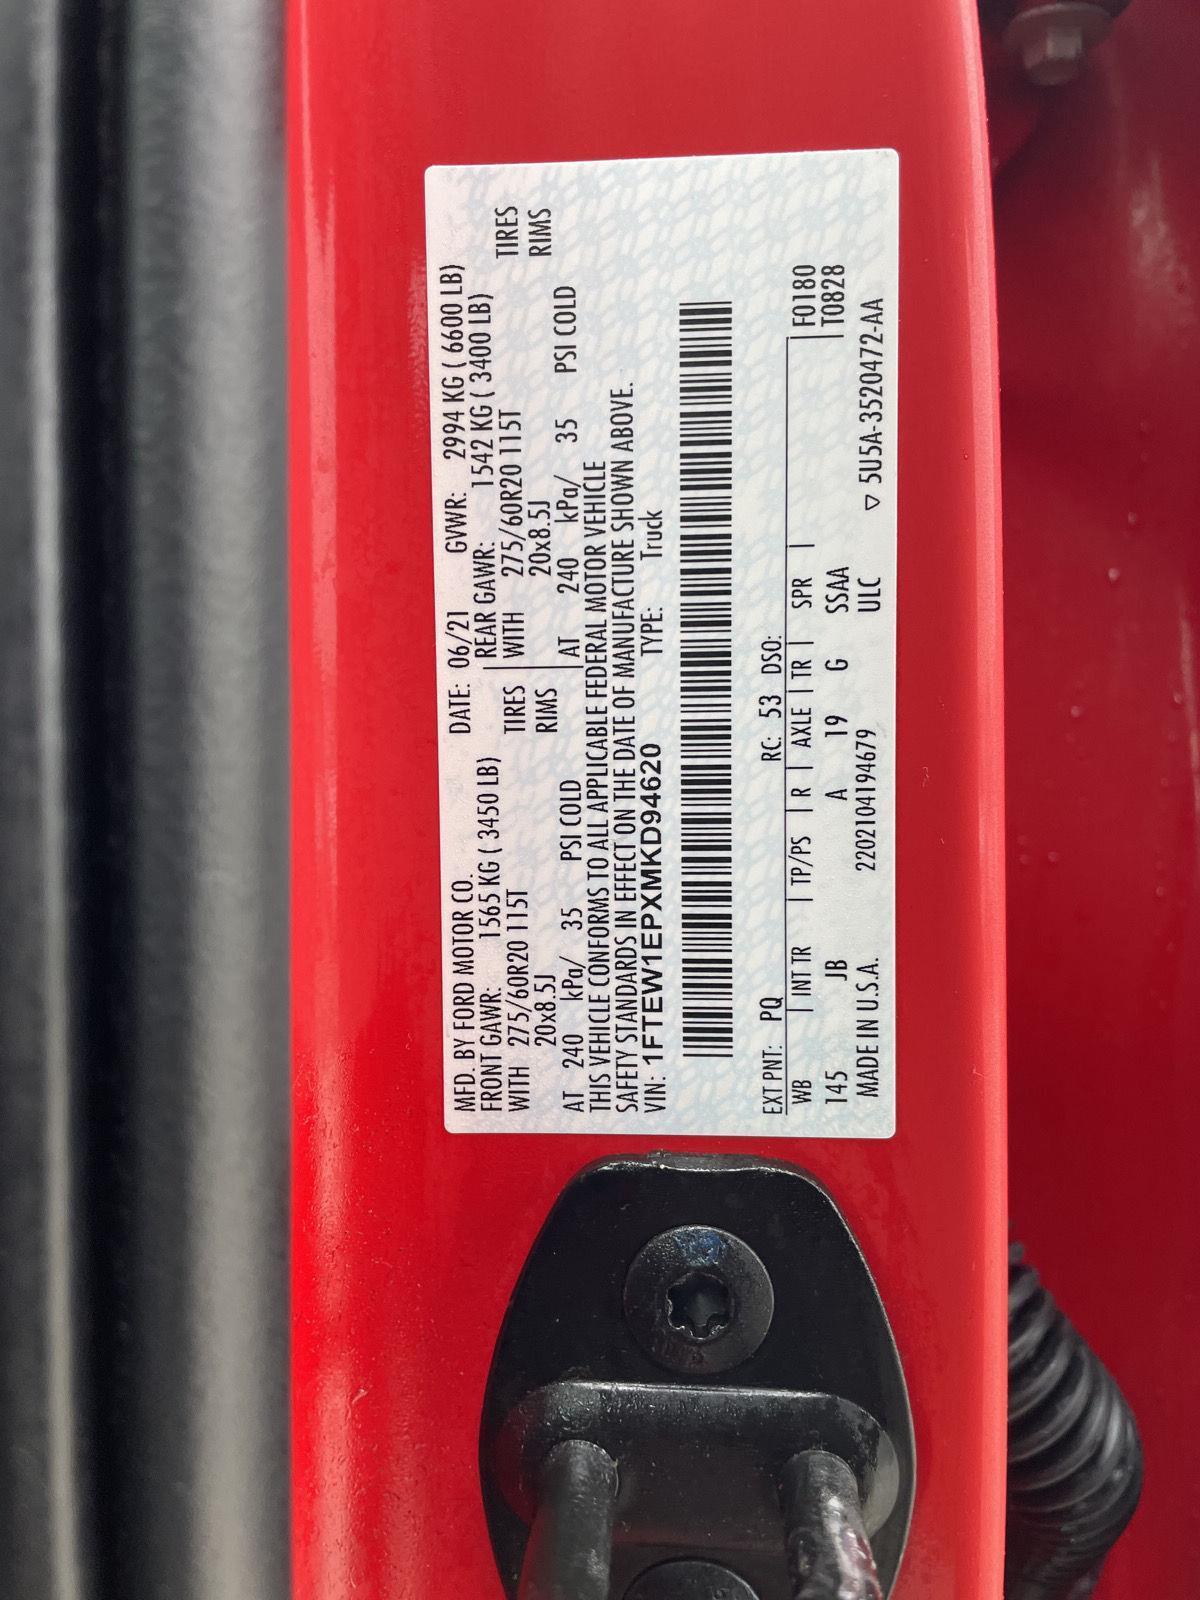 MFD. BY FORD MOTOR CO. DATE: 06/21 GVWR: 2994 KG ( 6600 LB)
FRONT GAWR: 1565 KG ( 3450 LB) REAR GAWR: 1542 KG ( 3400 LB)
WITH 275/60R20 115T TIRES WITH 275/60R20 115T TIRES
20x8.5J RIMS 20x8.5J RIMS
AT 240 kPa/ 35 PSI COLD AT 240 kPa/ 35 PSI COLD
THIS VEHICLE CONFORMS TO ALL APPLICABLE FEDERAL MOTOR VEHICLE
SAFETY STANDARDS IN EFFECT ON THE DATE OF MANUFACTURE SHOWN ABOVE.
VIN: 1FTEW1EPXMKD94620 TYPE: Truck
EXT PNT: PQ RC: 53 DSO: F0180
WB | INT TR | TP/PS | R | AXLE | TR | SPR | T0828
145 JB A 19 G SSAA
MADE IN U.S.A. 220210419467​9 ULC ▽ 5U5A-3520472-AA